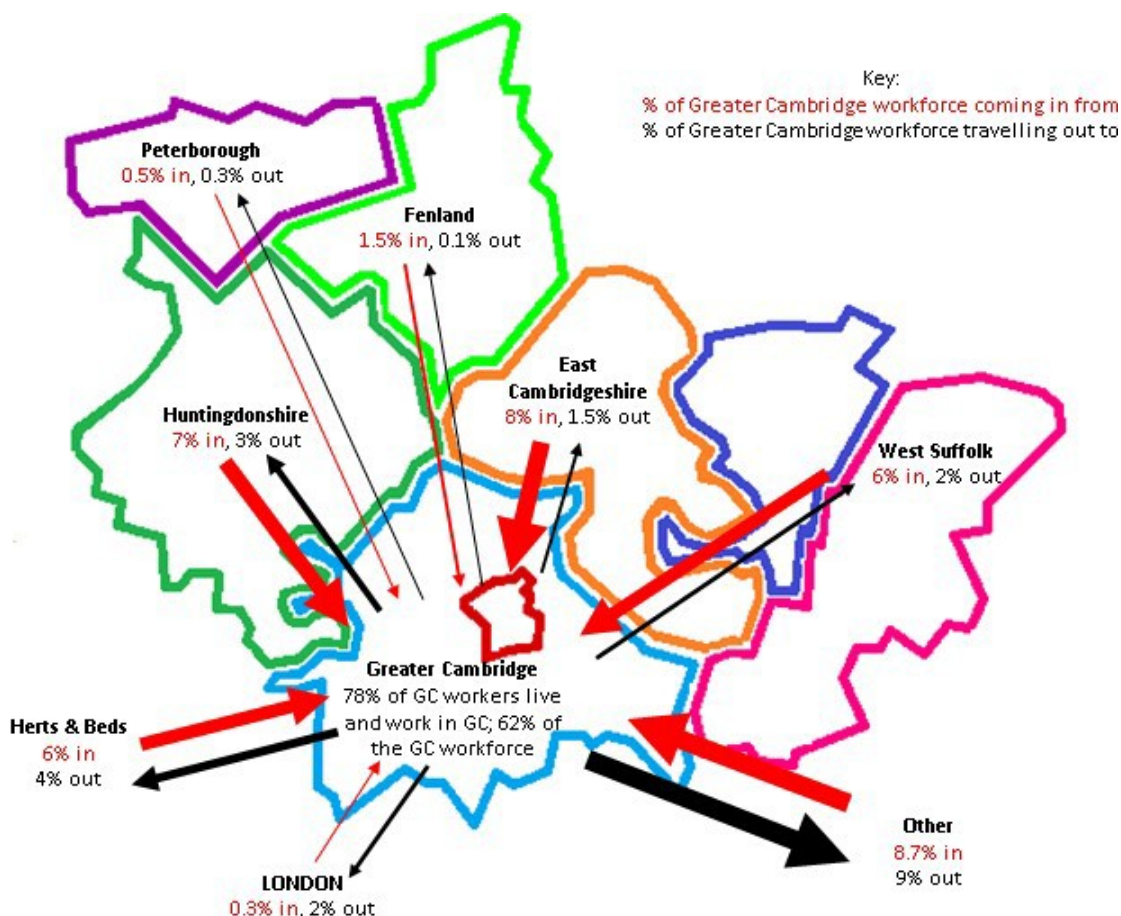 Key:
% of Greater Cambridge workforce coming in from
% of Greater Cambridgeworkforce travelling out to
Peterborough
0.5% in, 0.3% out
Fenland
1.5% in, 0.1% out
East
Cambridgeshire
8% in, 1.5% out
Huntingdonshire
7% in, 3% out
West Suffolk
6% in, 2% out
Greater Cambridge
78% of GC workers live
and work in GC; 62% of
the GC workforce
Herts & Beds
6% in
4% out
Other
8.7% in
9% out
LONDON
0.3% in, 2% out